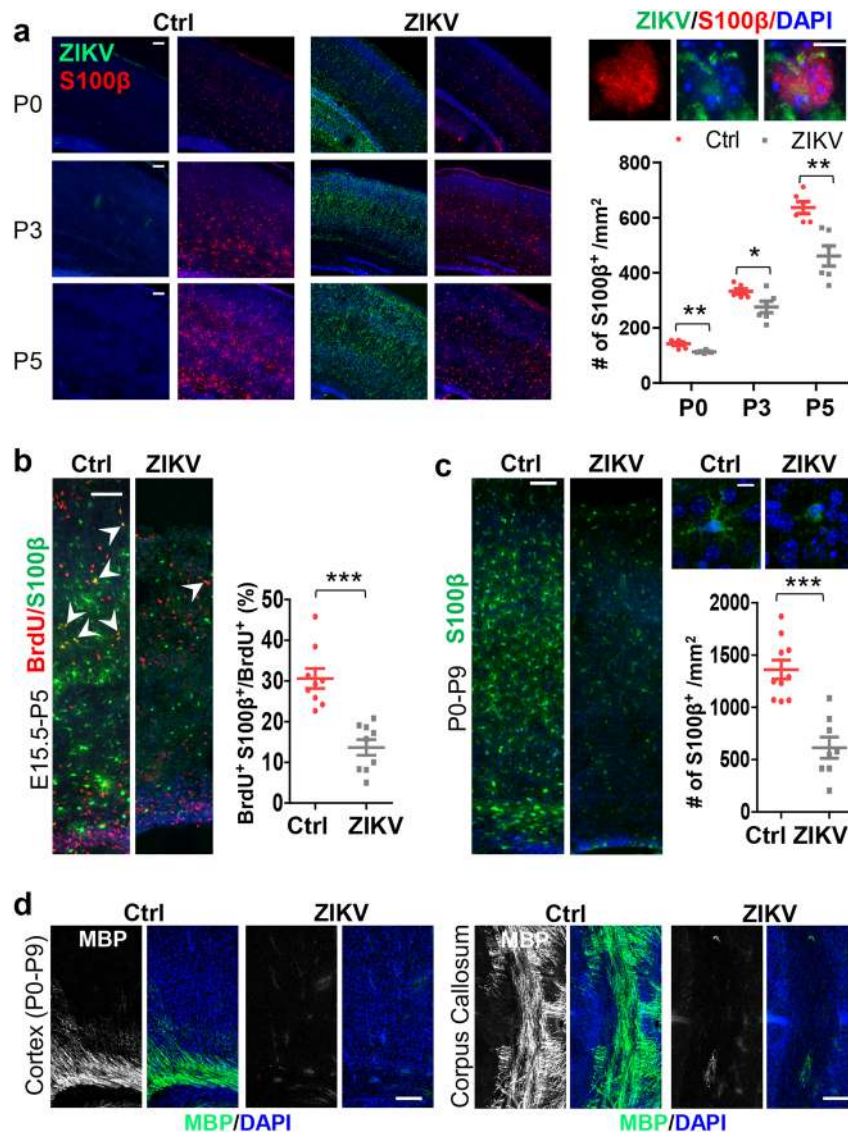 a
Ctrl
ZIKV
ZIKV/S100β/DAPI
ZIKV
S100β
P0
P3
P5
Ctrl
ZIKV
# of S100β⁺ /mm²
800
600
400
200
0
**
*
**
P0 P3 P5
b
Ctrl ZIKV
BrdU/S100β
E15.5-P5
BrdU⁺ S100β⁺/BrdU⁺ (%)
50
40
30
20
10
0
***
Ctrl ZIKV
c
Ctrl ZIKV
Ctrl ZIKV
S100β
P0-P9
# of S100β⁺ /mm²
2000
1500
1000
500
0
***
Ctrl ZIKV
d
Ctrl ZIKV
MBP
Cortex (P0-P9)
MBP/DAPI
Ctrl ZIKV
MBP
Corpus Callosum
MBP/DAPI